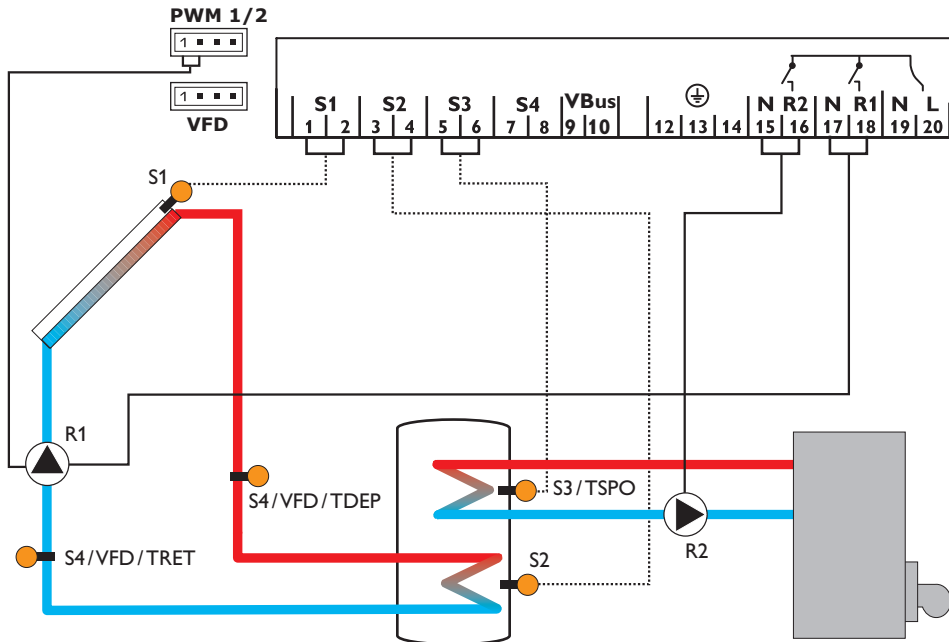 PWM 1/2
1
1
VFD
S1 S2 S3 S4 VBus N R2 N R1 N L
1 2 3 4 5 6 7 8 9 10 12 13 14 15 16 17 18 19 20
S1
R1
S4/VFD/TDEP
S3/TSPO
R2
S4/VFD/TRET
S2